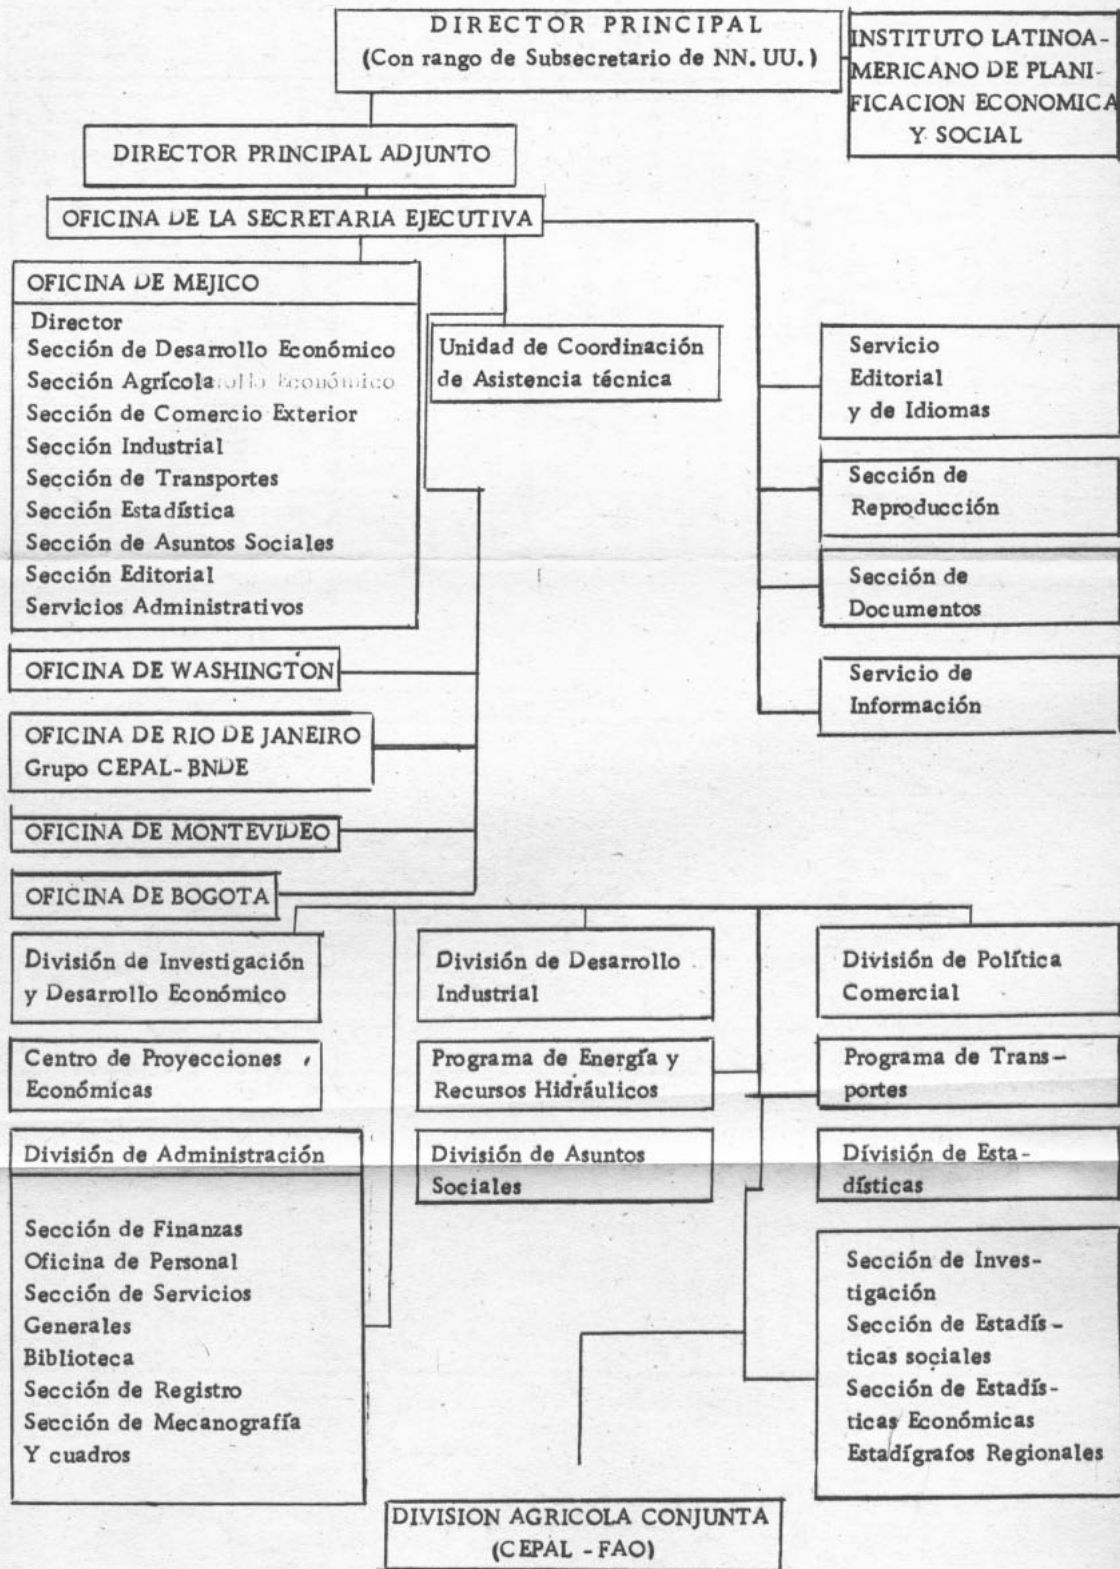 DIRECTOR PRINCIPAL
(Con rango de Subsecretario de NN. UU.)
INSTITUTO LATINOA-
MERICANO DE PLANI-
FICACION ECONOMICA
Y SOCIAL
DIRECTOR PRINCIPAL ADJUNTO
OFICINA DE LA SECRETARIA EJECUTIVA
OFICINA DE MEJICO
Director
Sección de Desarrollo Económico
Sección Agrícola
Sección de Comercio Exterior
Sección Industrial
Sección de Transportes
Sección Estadística
Sección de Asuntos Sociales
Sección Editorial
Servicios Administrativos
Unidad de Coordinación
de Asistencia técnica
Servicio
Editorial
y de Idiomas
Sección de
Reproducción
Sección de
Documentos
Servicio de
Información
OFICINA DE WASHINGTON
OFICINA DE RIO DE JANEIRO
Grupo CEPAL-BNDE
OFICINA DE MONTEVIDEO
OFICINA DE BOGOTA
División de Investigación
y Desarrollo Económico
División de Desarrollo
Industrial
División de Política
Comercial
Centro de Proyecciones
Económicas
Programa de Energía y
Recursos Hidráulicos
Programa de Trans-
portes
División de Administración
Sección de Finanzas
Oficina de Personal
Sección de Servicios
Generales
Biblioteca
Sección de Registro
Sección de Mecanografía
Y cuadros
División de Asuntos
Sociales
División de Esta-
dísticas
Sección de Inves-
tigación
Sección de Estadís-
ticas sociales
Sección de Estadís-
ticas Económicas
Estadígrafos Regionales
DIVISION AGRICOLA CONJUNTA
(CEPAL - FAO)